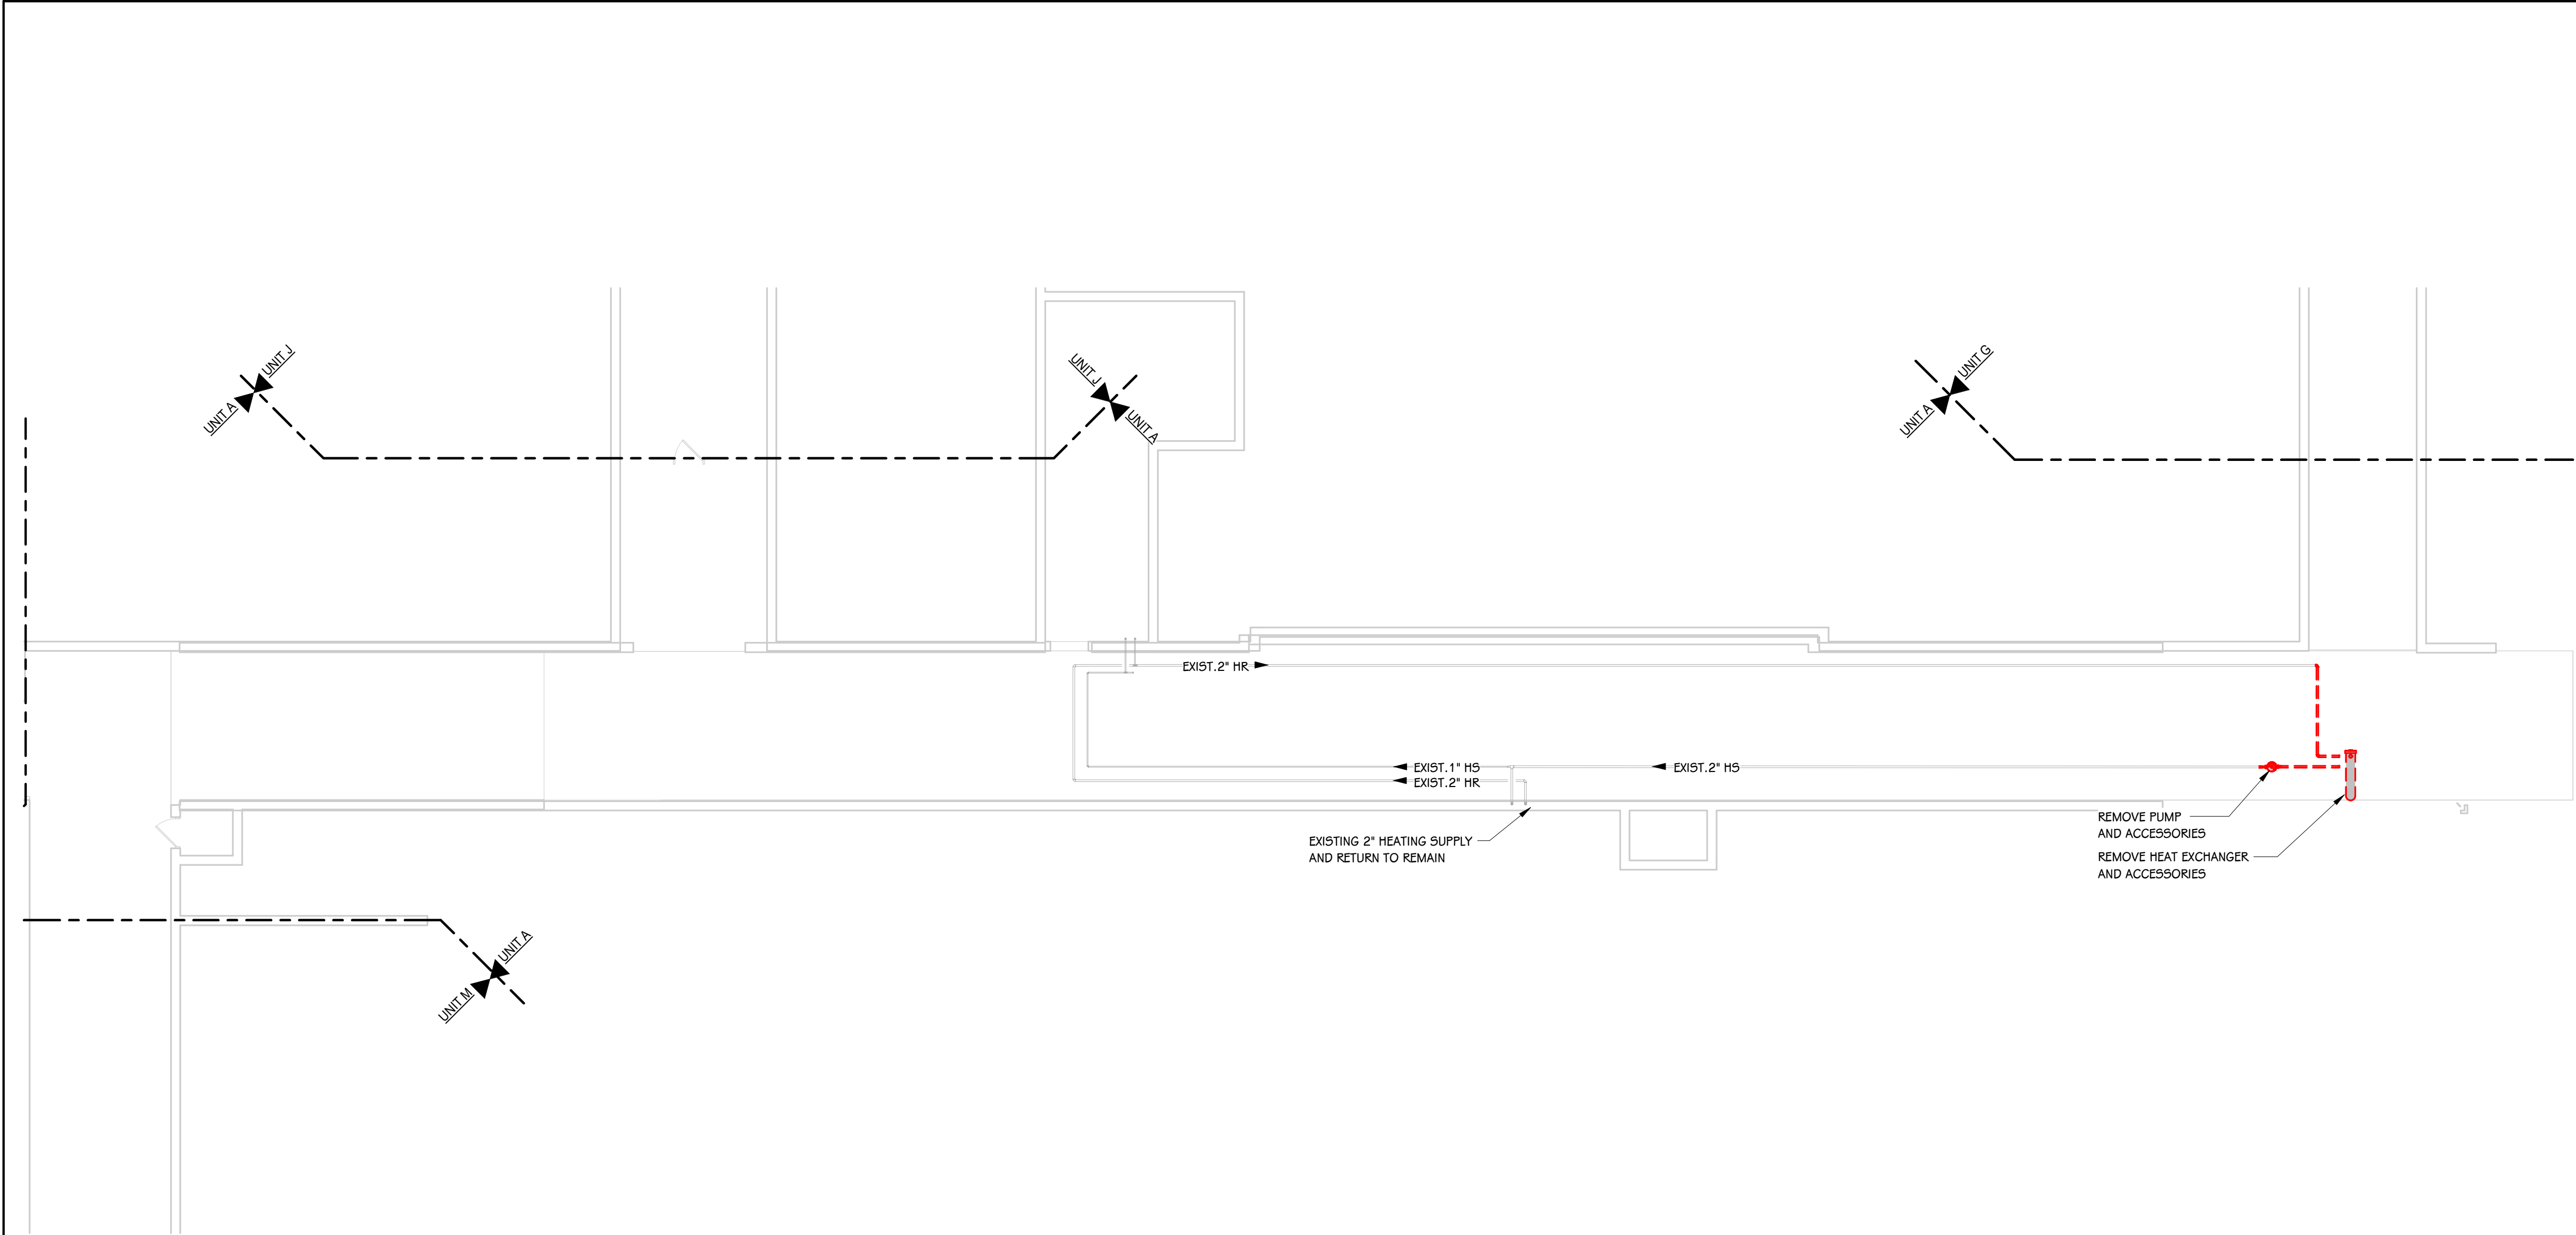 UNIT J
UNIT A
UNIT J
UNIT A
UNIT G
UNIT A
EXIST.2" HR
EXIST.1" HS
EXIST.2" HS
EXIST.2" HR
EXISTING 2" HEATING SUPPLY
AND RETURN TO REMAIN
REMOVE PUMP
AND ACCESSORIES
REMOVE HEAT EXCHANGER
AND ACCESSORIES
UNIT A
UNIT M